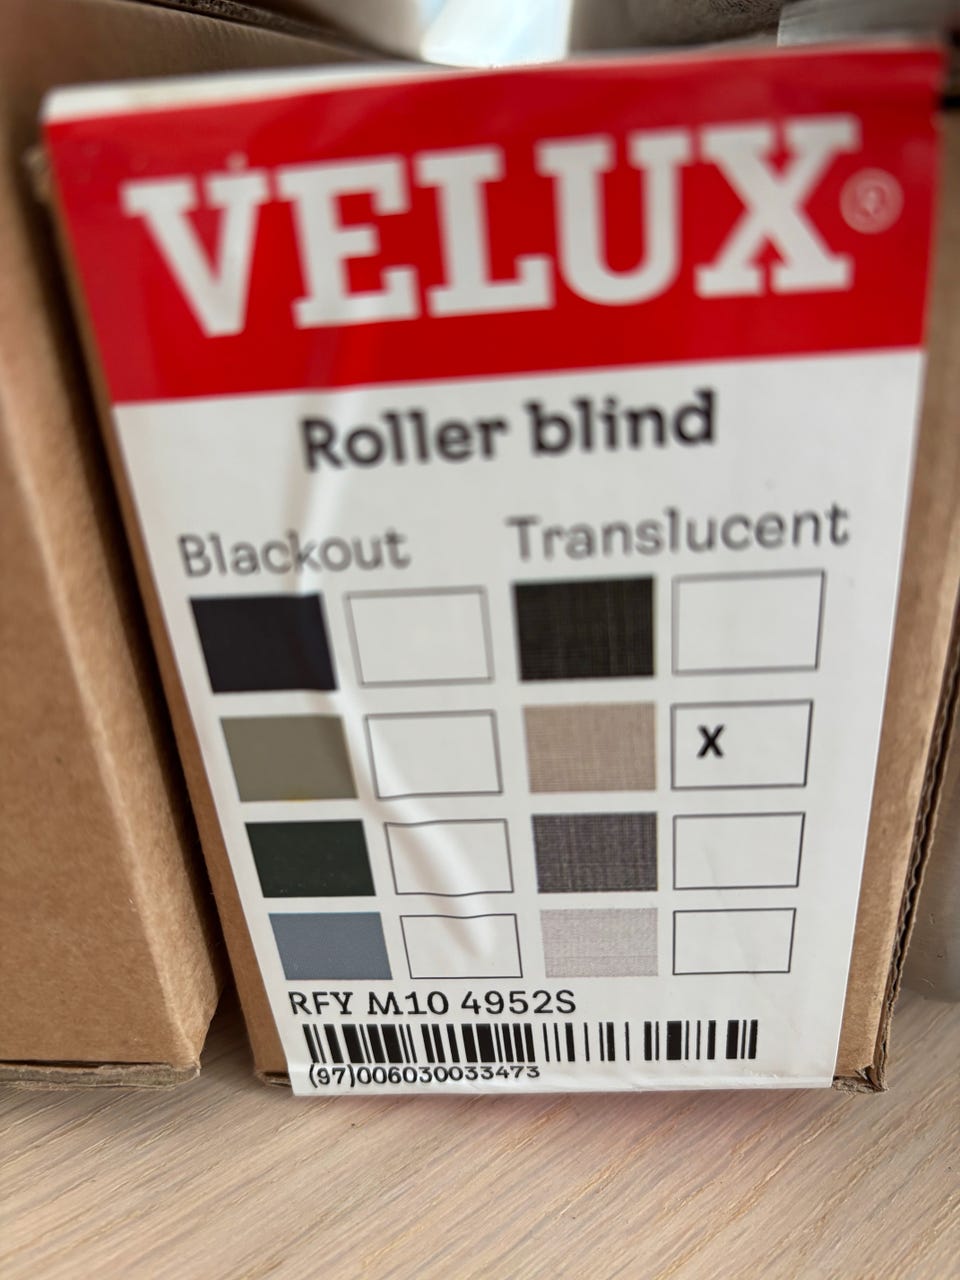 VELUX®
Roller blind
Blackout Translucent
X
RFY M10 4952S
(97)006030033473